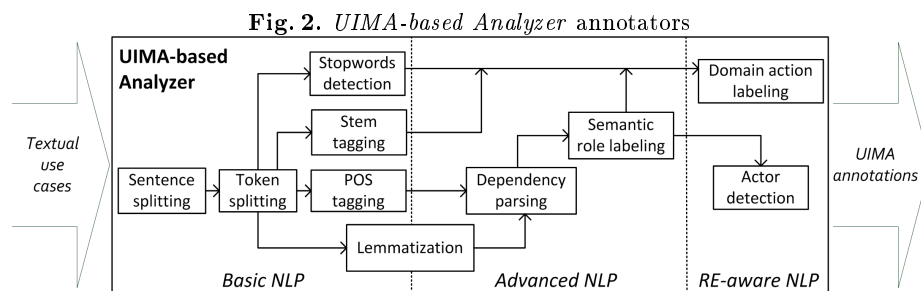 Fig. 2. UIMA-based Analyzer annotators
UIMA-based
Analyzer
Stopwords
detection
Domain action
labeling
Stem
tagging
Semantic
role labeling
Textual
use
cases
Sentence
splitting
Token
splitting
POS
tagging
Dependency
parsing
Actor
detection
UIMA
annotations
Lemmatization
Basic NLP
Advanced NLP
RE-aware NLP